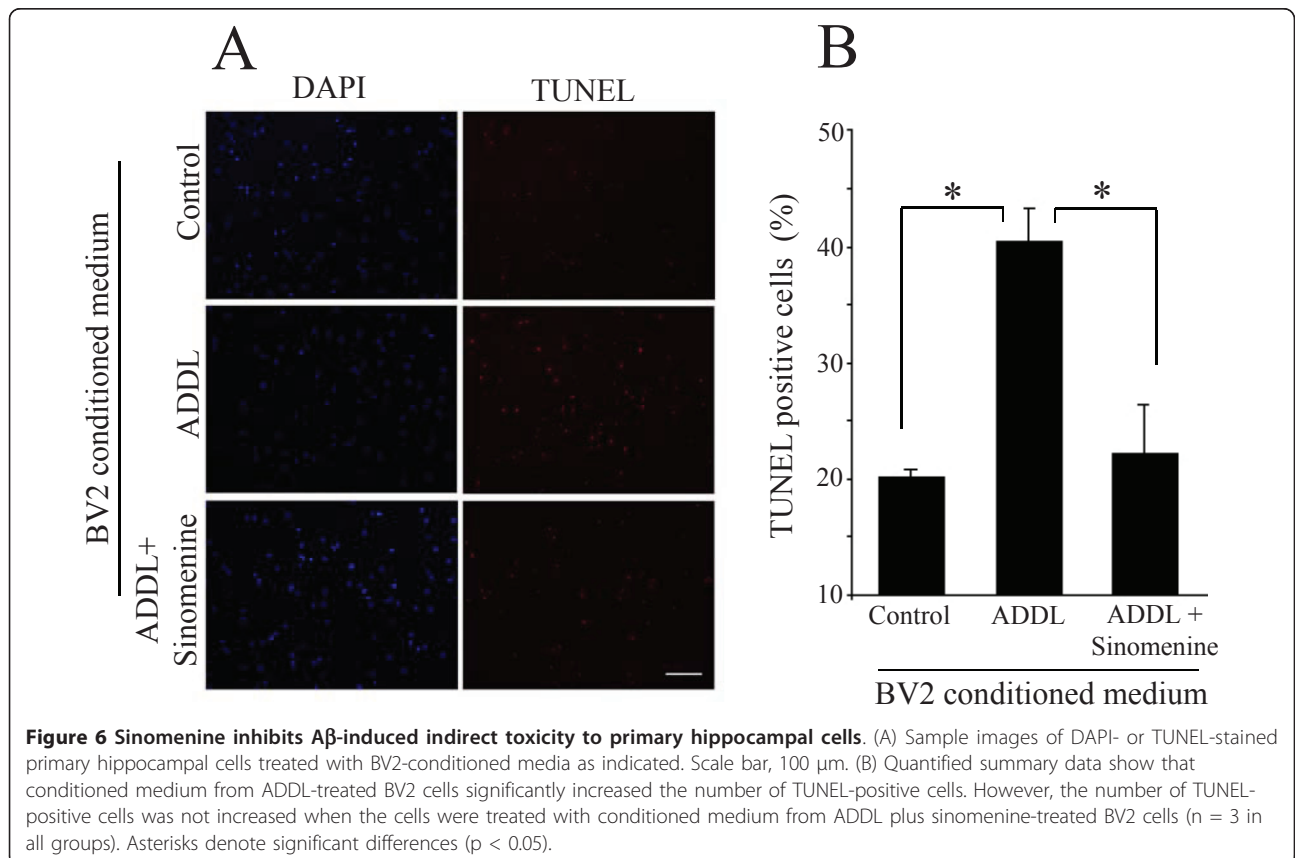 A
DAPI TUNEL
BV2 conditioned medium
Control
ADDL
ADDL+
Sinomenine
B
TUNEL positive cells (%)
50
40
30
20
10
* *
Control ADDL ADDL +
Sinomenine
BV2 conditioned medium
Figure 6 Sinomenine inhibits Aβ-induced indirect toxicity to primary hippocampal cells. (A) Sample images of DAPI- or TUNEL-stained
primary hippocampal cells treated with BV2-conditioned media as indicated. Scale bar, 100 μm. (B) Quantified summary data show that
conditioned medium from ADDL-treated BV2 cells significantly increased the number of TUNEL-positive cells. However, the number of TUNEL-
positive cells was not increased when the cells were treated with conditioned medium from ADDL plus sinomenine-treated BV2 cells (n = 3 in
all groups). Asterisks denote significant differences (p < 0.05).